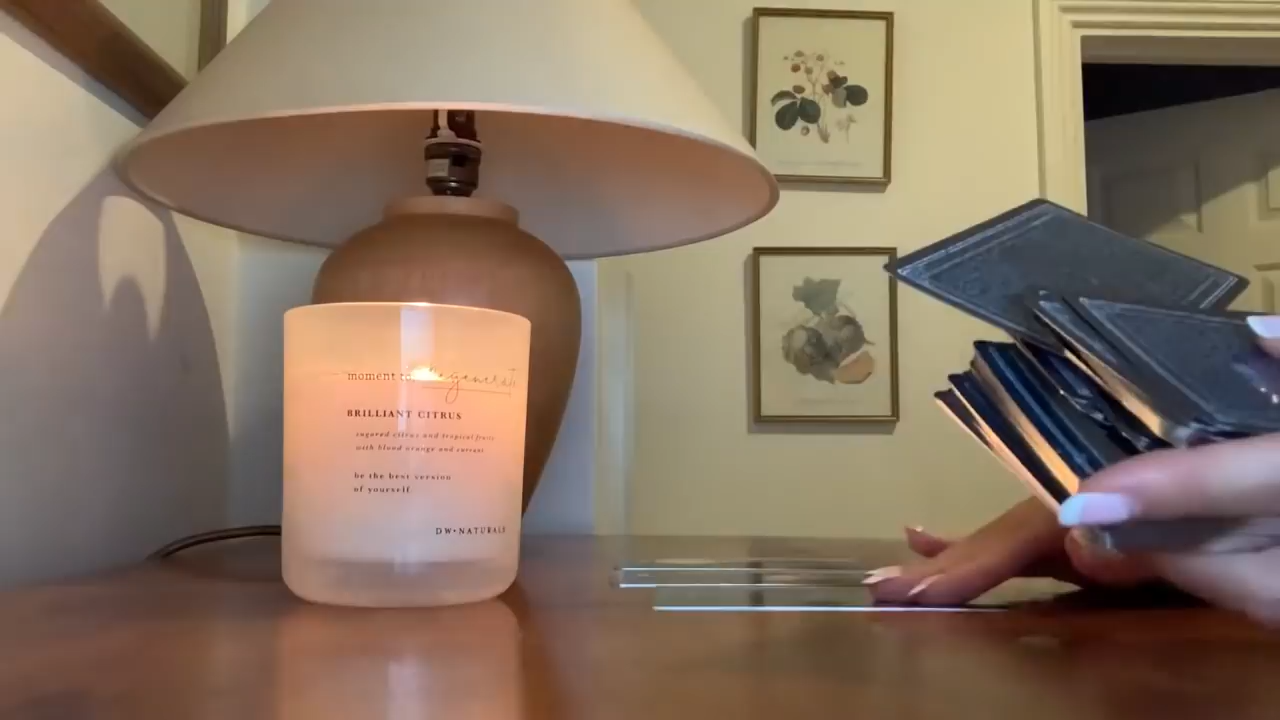 moment to
BRILLIANT CITRUS
sugared citrus and tropical fruits
with blood orange and currant
be the best version
of yourself.
DW•NATURALS